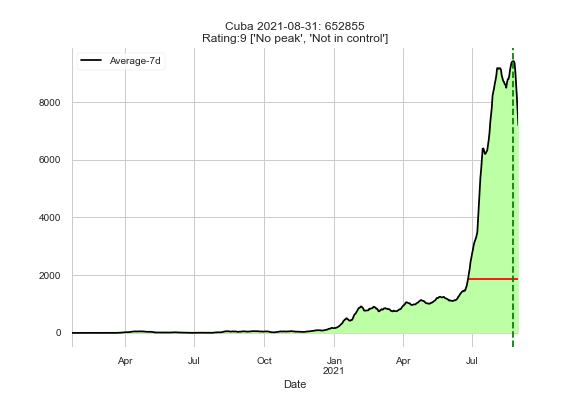 Cuba 2021-08-31: 652855
Rating:9 ['No peak', 'Not in control']
Average-7d
8000
6000
4000
2000
0
Apr
Jul
Oct
Jan
2021
Apr
Jul
Date